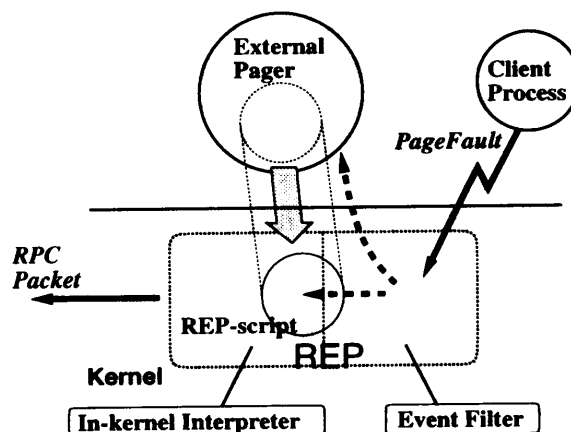 External
Pager
Client
Process
PageFault
RPC
Packet
REP-script
REP
Kernel
In-kernel Interpreter
Event Filter